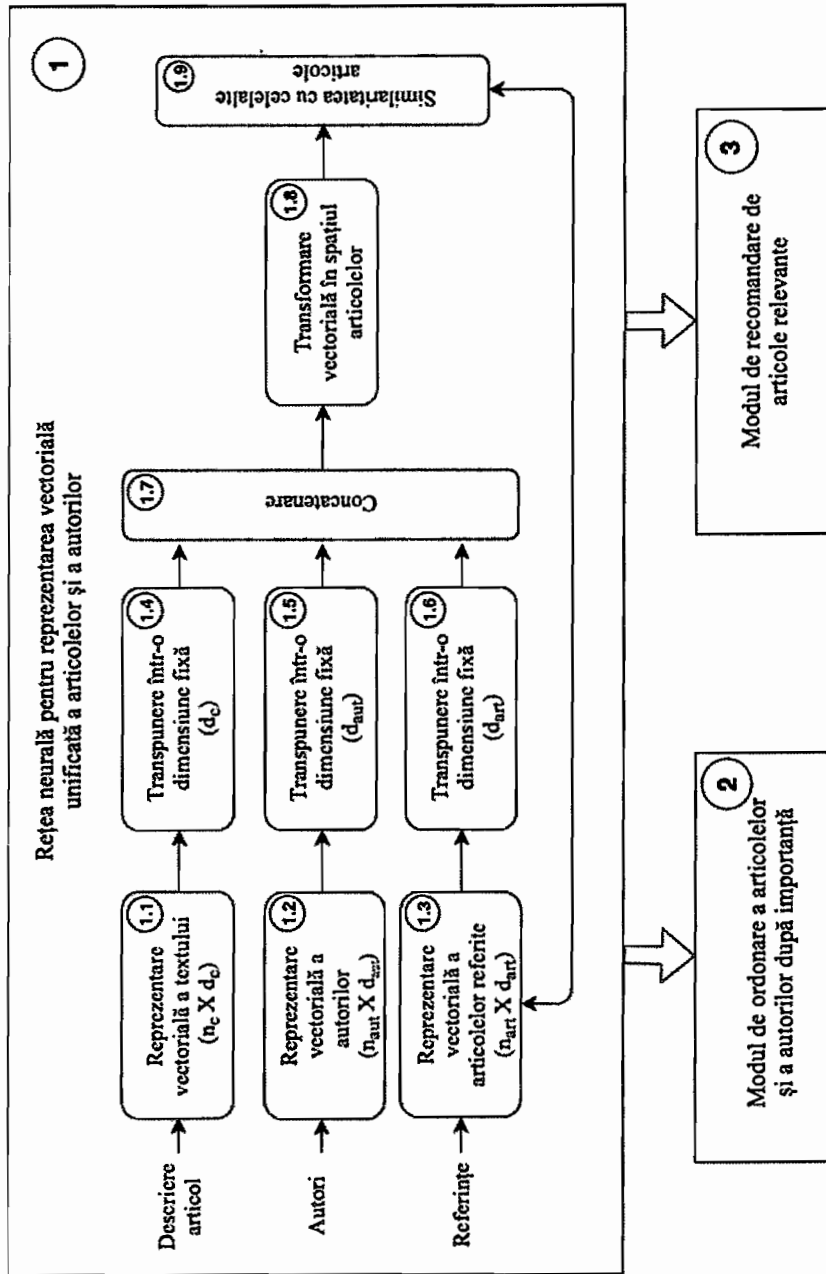 Rețea neurală pentru reprezentarea vectorială
unificată a articolelor și a autorilor
1
Descriere
articol
Reprezentare
vectorială a textului
(n_c X d_c)
1.1
Transpunere într-o
dimensiune fixă
(d_c)
1.4
Autori
Reprezentare
vectorială a
autorilor
(n_aut X d_aut)
1.2
Transpunere într-o
dimensiune fixă
(d_aut)
1.5
Referințe
Reprezentare
vectorială a
articolelor referite
(n_art X d_art)
1.3
Transpunere într-o
dimensiune fixă
(d_art)
1.6
Concatenare
1.7
Transformare
vectorială în spațiul
articolelor
1.8
Similaritatea cu celelalte
articole
1.9
Modul de ordonare a articolelor
și a autorilor după importanță
2
Modul de recomandare de
articole relevante
3